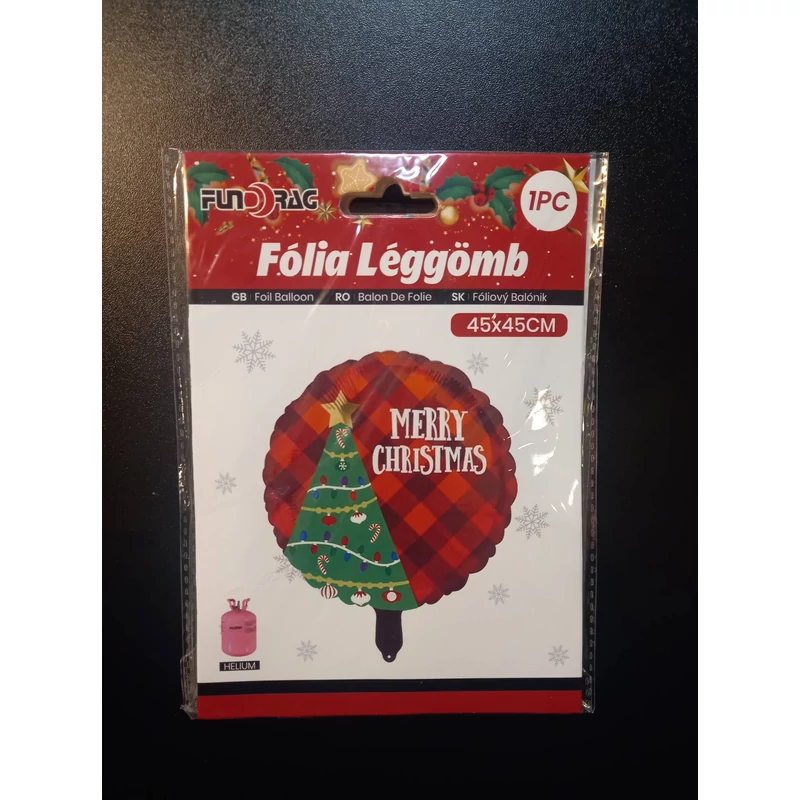 FUNDRAG
1PC
Fólia Léggömb
GB Foil Balloon RO Balon De Folie SK Fóliový Balónik
45x45CM
MERRY
CHRISTMAS
HELIUM